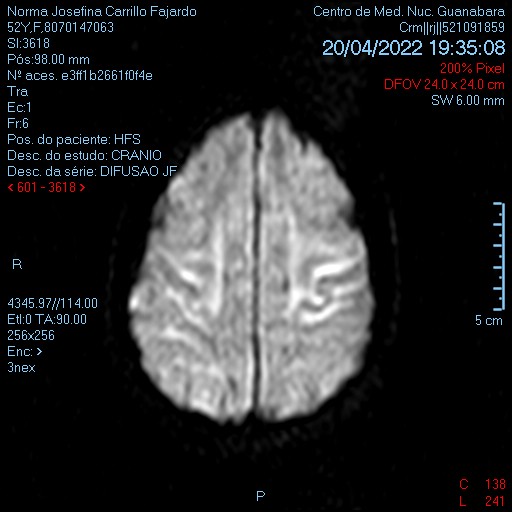 Norma Josefina Carrillo Fajardo
52Y,F,8070147063
Sl:3618
Pós:98.00 mm
Nº aces. e3ff1b2661f0f4e
Tra
Ec:1
Fr:6
Pos. do paciente: HFS
Desc. do estudo: CRANIO
Desc. da série: DIFUSAO JF
< 601 - 3618 >
Centro de Med. Nuc. Guanabara
Crm||rj||521091859
20/04/2022 19:35:08
200% Pixel
DFOV 24.0 x 24.0 cm
SW 6.00 mm
R
5 cm
4345.97//114.00
Etl:0 TA:90.00
256x256
Enc: >
3nex
P
C 138
L 241